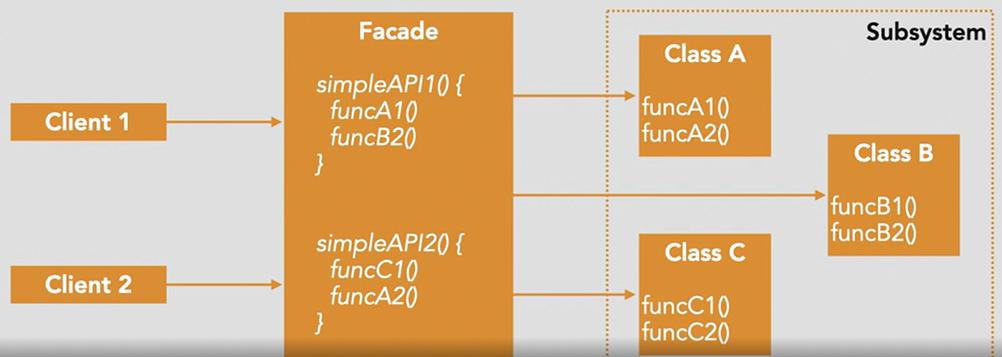 Facade
Subsystem
simpleAPI1() {
funcA1()
funcB2()
}
Class A
funcA1()
funcA2()
Client 1
Class B
funcB1()
funcB2()
simpleAPI2() {
funcC1()
funcA2()
}
Class C
funcC1()
funcC2()
Client 2